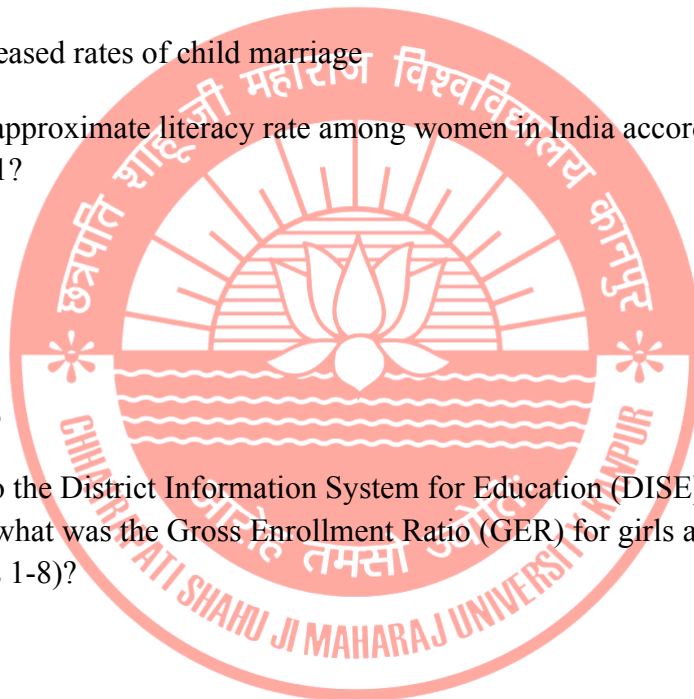 eased rates of child marriage
approximate literacy rate among women in India accor
1?
o the District Information System for Education (DISE)
what was the Gross Enrollment Ratio (GER) for girls a
1-8)?
छत्रपति शाहू जी महाराज विश्वविद्यालय कानपुर
आरोह तमसो ज्योतिः
CHHATRAPATI SHAHU JI MAHARAJ UNIVERSITY KANPUR